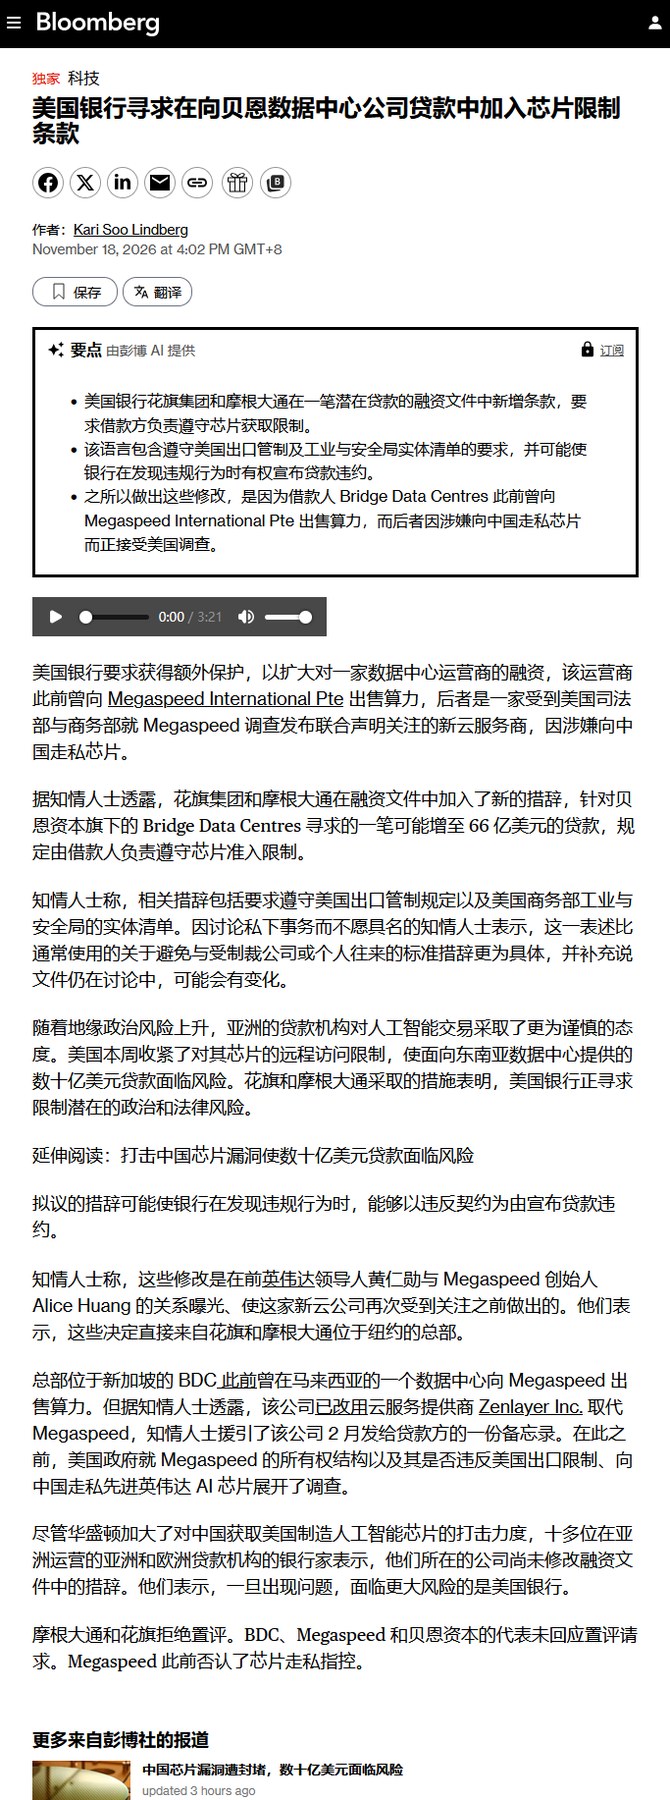 Bloomberg
独家 科技
美国银行寻求在向贝恩数据中心公司贷款中加入芯片限制
条款
作者：Kari Soo Lindberg
November 18, 2026 at 4:02 PM GMT+8
保存 翻译
要点 由彭博 AI 提供 订阅
• 美国银行花旗集团和摩根大通在一笔潜在贷款的融资文件中新增条款，要
求借款方负责遵守芯片获取限制。
• 该语言包含遵守美国出口管制及工业与安全局实体清单的要求，并可能使
银行在发现违规行为时有权宣布贷款违约。
• 之所以做出这些修改，是因为借款人 Bridge Data Centres 此前曾向
Megaspeed International Pte 出售算力，而后者因涉嫌向中国走私芯片
而正接受美国调查。
0:00 / 3:21
美国银行要求获得额外保护，以扩大对一家数据中心运营商的融资，该运营商
此前曾向 Megaspeed International Pte 出售算力，后者是一家受到美国司法
部与商务部就 Megaspeed 调查发布联合声明关注的新云服务商，因涉嫌向中
国走私芯片。
据知情人士透露，花旗集团和摩根大通在融资文件中加入了新的措辞，针对贝
恩资本旗下的 Bridge Data Centres 寻求的一笔可能增至 66 亿美元的贷款，规
定由借款人负责遵守芯片准入限制。
知情人士称，相关措辞包括要求遵守美国出口管制规定以及美国商务部工业与
安全局的实体清单。因讨论私下事务而不愿具名的知情人士表示，这一表述比
通常使用的关于避免与受制裁公司或个人往来的标准措辞更为具体，并补充说
文件仍在讨论中，可能会有变化。
随着地缘政治风险上升，亚洲的贷款机构对人工智能交易采取了更为谨慎的态
度。美国本周收紧了对其芯片的远程访问限制，使面向东南亚数据中心提供的
数十亿美元贷款面临风险。花旗和摩根大通采取的措施表明，美国银行正寻求
限制潜在的政治和法律风险。
延伸阅读：打击中国芯片漏洞使数十亿美元贷款面临风险
拟议的措辞可能使银行在发现违规行为时，能够以违反契约为由宣布贷款违
约。
知情人士称，这些修改是在前英伟达领导人黄仁勋与 Megaspeed 创始人
Alice Huang 的关系曝光、使这家新云公司再次受到关注之前做出的。他们表
示，这些决定直接来自花旗和摩根大通位于纽约的总部。
总部位于新加坡的 BDC 此前曾在马来西亚的一个数据中心向 Megaspeed 出
售算力。但据知情人士透露，该公司已改用云服务提供商 Zenlayer Inc. 取代
Megaspeed，知情人士援引了该公司 2 月发给贷款方的一份备忘录。在此之
前，美国政府就 Megaspeed 的所有权结构以及其是否违反美国出口限制、向
中国走私先进英伟达 AI 芯片展开了调查。
尽管华盛顿加大了对中国获取美国制造人工智能芯片的打击力度，十多位在亚
洲运营的亚洲和欧洲贷款机构的银行家表示，他们所在的公司尚未修改融资文
件中的措辞。他们表示，一旦出现问题，面临更大风险的是美国银行。
摩根大通和花旗拒绝置评。BDC、Megaspeed 和贝恩资本的代表未回应置评请
求。Megaspeed 此前否认了芯片走私指控。
更多来自彭博社的报道
中国芯片漏洞遭封堵，数十亿美元面临风险
updated 3 hours ago